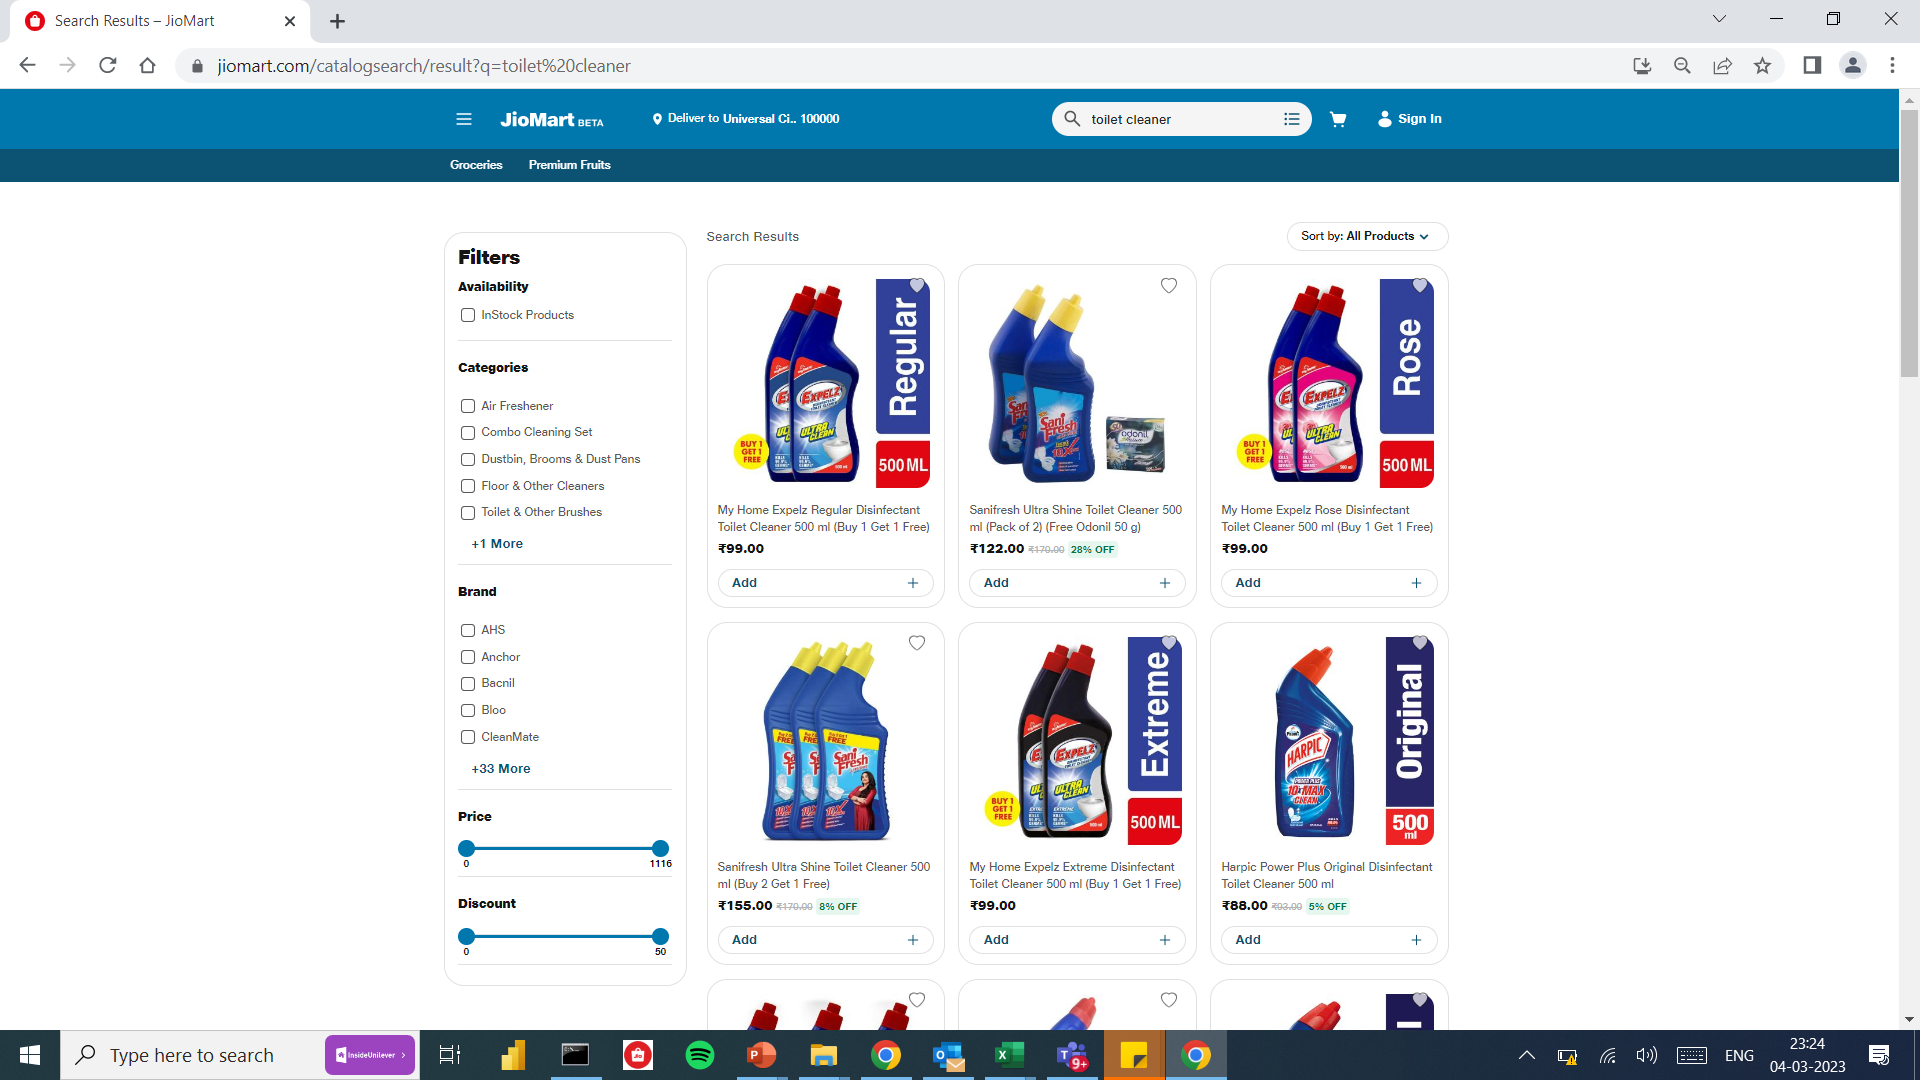 Search Results – JioMart
jiomart.com/catalogsearch/result?q=toilet%20cleaner
JioMart BETA
Deliver to Universal Ci.. 100000
toilet cleaner
Sign In
Groceries
Premium Fruits
Filters
Availability
InStock Products
Categories
Air Freshener
Combo Cleaning Set
Dustbin, Brooms & Dust Pans
Floor & Other Cleaners
Toilet & Other Brushes
+1 More
Brand
AHS
Anchor
Bacnil
Bloo
CleanMate
+33 More
Price
0
1116
Discount
0
50
Search Results
Sort by: All Products
EXPELZ
ULTRA
CLEAN
BUY 1
GET 1
FREE
Regular
500 ML
My Home Expelz Regular Disinfectant
Toilet Cleaner 500 ml (Buy 1 Get 1 Free)
₹99.00
Add
Sani
Fresh
10X
odonil
Sanifresh Ultra Shine Toilet Cleaner 500
ml (Pack of 2) (Free Odonil 50 g)
₹122.00 ₹170.00 28% OFF
Add
EXPELZ
ULTRA
CLEAN
BUY 1
GET 1
FREE
Rose
500 ML
My Home Expelz Rose Disinfectant
Toilet Cleaner 500 ml (Buy 1 Get 1 Free)
₹99.00
Add
FREE
Sani
Fresh
10X
Sanifresh Ultra Shine Toilet Cleaner 500
ml (Buy 2 Get 1 Free)
₹155.00 ₹170.00 8% OFF
Add
EXPELZ
ULTRA
CLEAN
BUY 1
GET 1
FREE
Extreme
500 ML
My Home Expelz Extreme Disinfectant
Toilet Cleaner 500 ml (Buy 1 Get 1 Free)
₹99.00
Add
HARPIC
POWER PLUS
10X MAX
CLEAN
Original
500
ml
Harpic Power Plus Original Disinfectant
Toilet Cleaner 500 ml
₹88.00 ₹93.00 5% OFF
Add
Type here to search
InsideUnilever
9+
ENG
23:24
04-03-2023